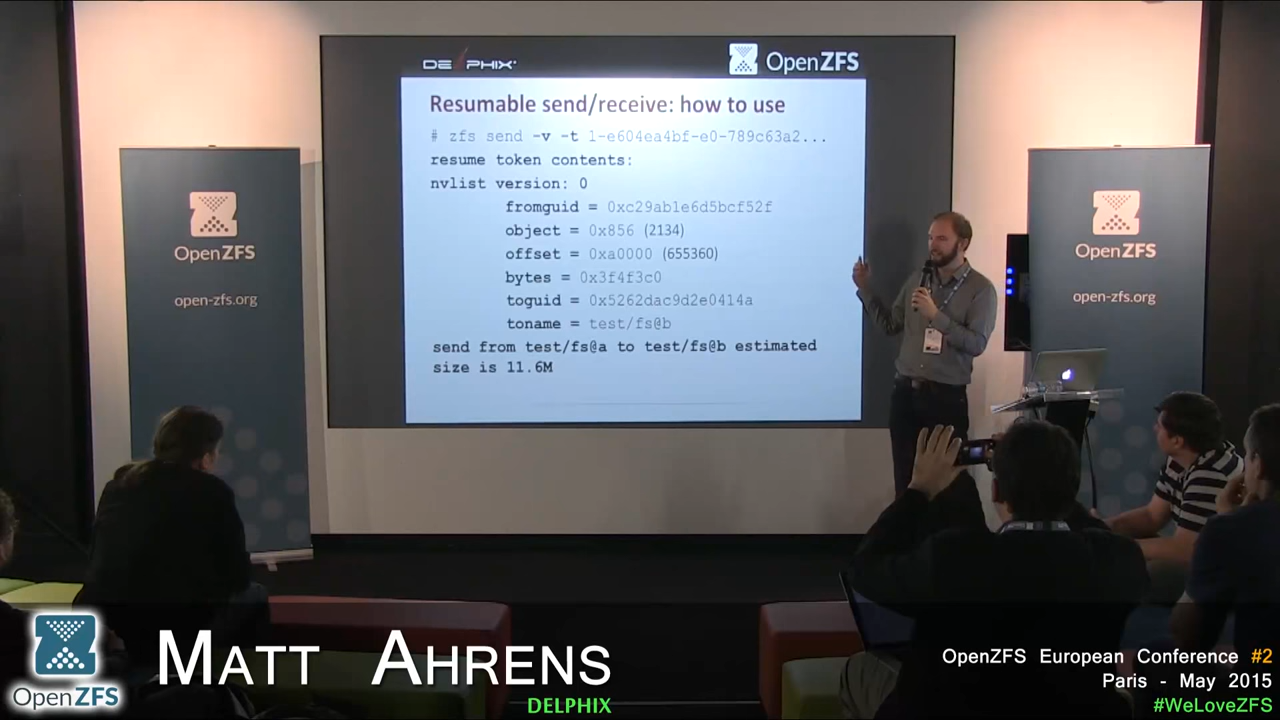 DELPHIX
OpenZFS
Resumable send/receive: how to use
# zfs send -v -t 1-e604ea4bf-e0-789c63a2...
resume token contents:
nvlist version: 0
fromguid = 0xc29ab1e6d5bcf52f
object = 0x856 (2134)
offset = 0xa0000 (655360)
bytes = 0x3f4f3c0
toguid = 0x5262dac9d2e0414a
toname = test/fs@b
send from test/fs@a to test/fs@b estimated
size is 11.6M
OpenZFS
open-zfs.org
OpenZFS
open-zfs.org
OpenZFS
MATT AHRENS
DELPHIX
OpenZFS European Conference #2
Paris - May 2015
#WeLoveZFS